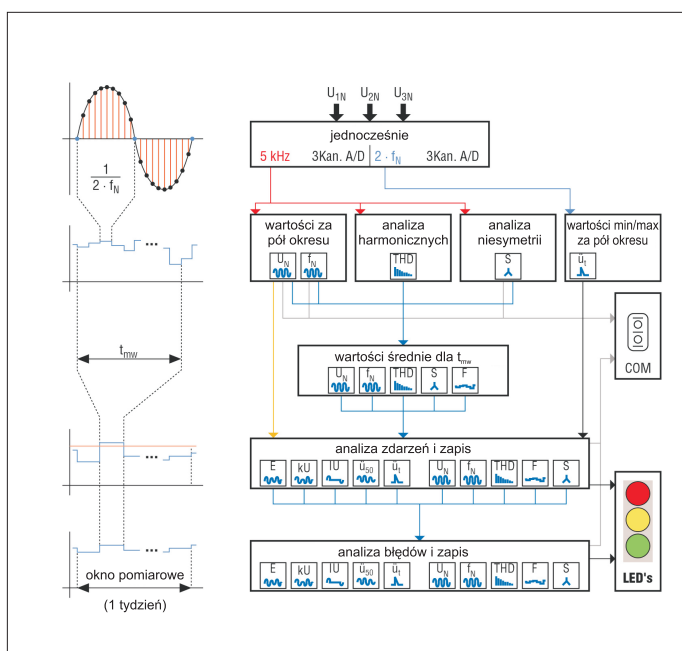 U1N U2N U3N
jednocześnie
5 kHz 3Kan. A/D 2 · fN 3Kan. A/D
1
2 · fN
wartości za
pół okresu
UN fN
analiza
harmonicznych
THD
analiza
niesymetrii
S
wartości min/max
za pół okresu
üt
COM
tmw
wartości średnie dla tmw
UN fN THD S F
analiza zdarzeń i zapis
E kU IU ü50 üt UN fN THD F S
analiza błędów i zapis
E kU IU ü50 üt UN fN THD F S
LED's
okno pomiarowe
(1 tydzień)